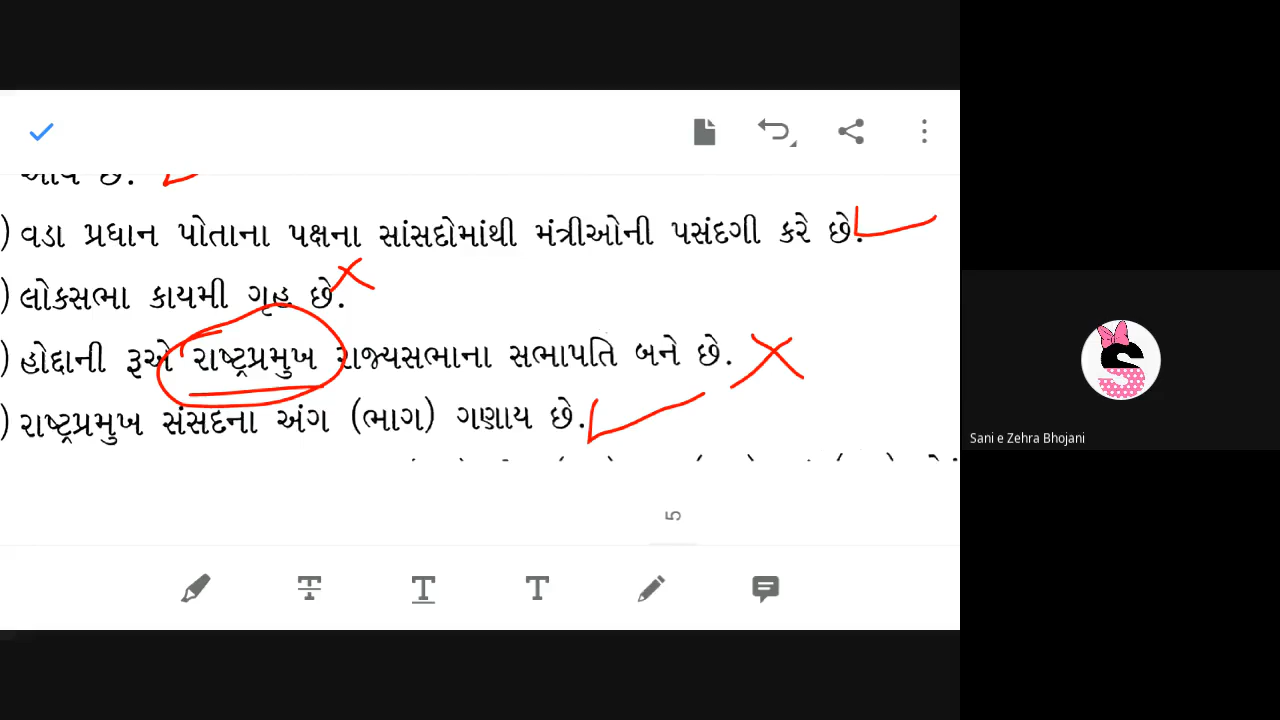 આવે છે.
) વડા પ્રધાન પોતાના પક્ષના સાંસદોમાંથી મંત્રીઓની પસંદગી કરે છે.
) લોકસભા કાયમી ગૃહ છે.
) હોદ્દાની રૂએ રાષ્ટ્રપ્રમુખ રાજ્યસભાના સભાપતિ બને છે.
) રાષ્ટ્રપ્રમુખ સંસદના અંગ (ભાગ) ગણાય છે.
5
S
Sani e Zehra Bhojani